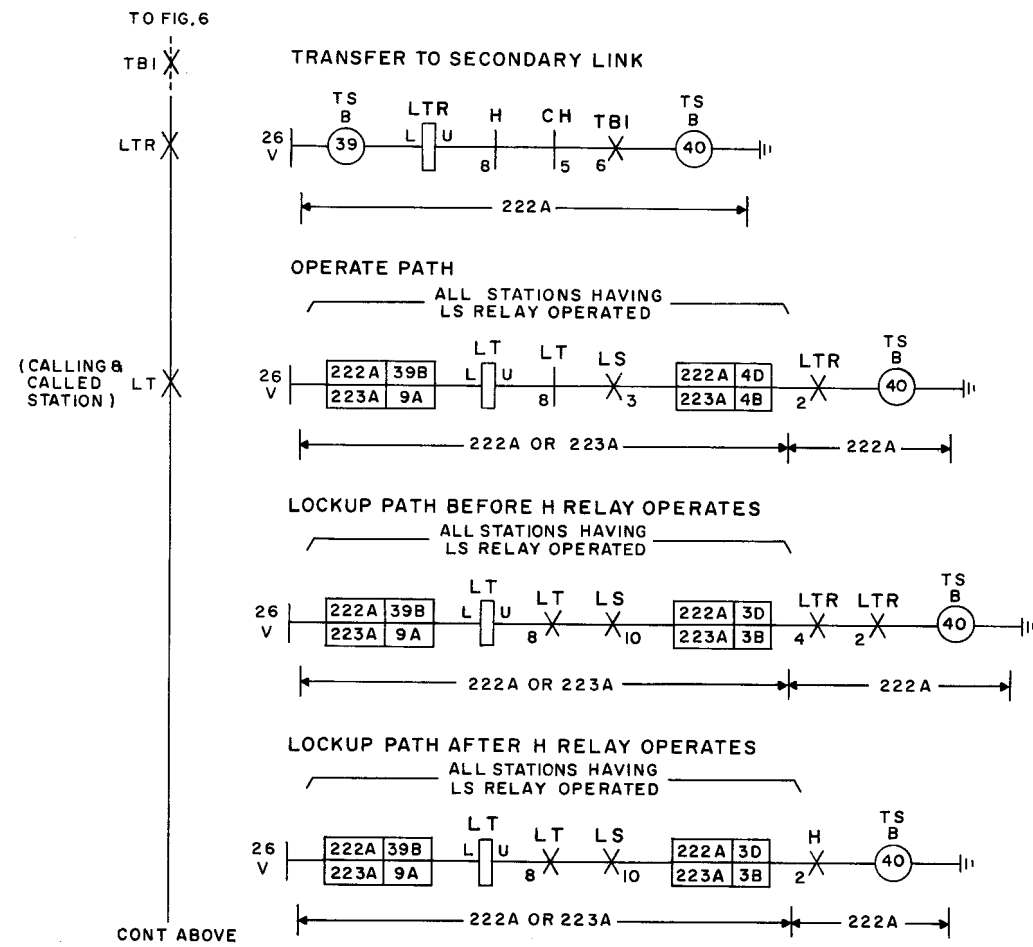 TO FIG. 6
TB1
TRANSFER TO SECONDARY LINK
TS
B
LTR
H
CH
TB1
TS
B
LTR
26
V
39
L
U
8
5
6
40
222A
OPERATE PATH
ALL STATIONS HAVING
LS RELAY OPERATED
(CALLING &
CALLED
STATION)
LT
26
V
222A 39B
223A 9A
LT
L
U
LT
8
LS
3
222A 4D
223A 4B
LTR
2
TS
B
40
222A OR 223A
222A
LOCKUP PATH BEFORE H RELAY OPERATES
ALL STATIONS HAVING
LS RELAY OPERATED
26
V
222A 39B
223A 9A
LT
L
U
LT
8
LS
10
222A 3D
223A 3B
LTR
4
LTR
2
TS
B
40
222A OR 223A
222A
LOCKUP PATH AFTER H RELAY OPERATES
ALL STATIONS HAVING
LS RELAY OPERATED
26
V
222A 39B
223A 9A
LT
L
U
LT
8
LS
10
222A 3D
223A 3B
H
2
TS
B
40
222A OR 223A
222A
CONT ABOVE